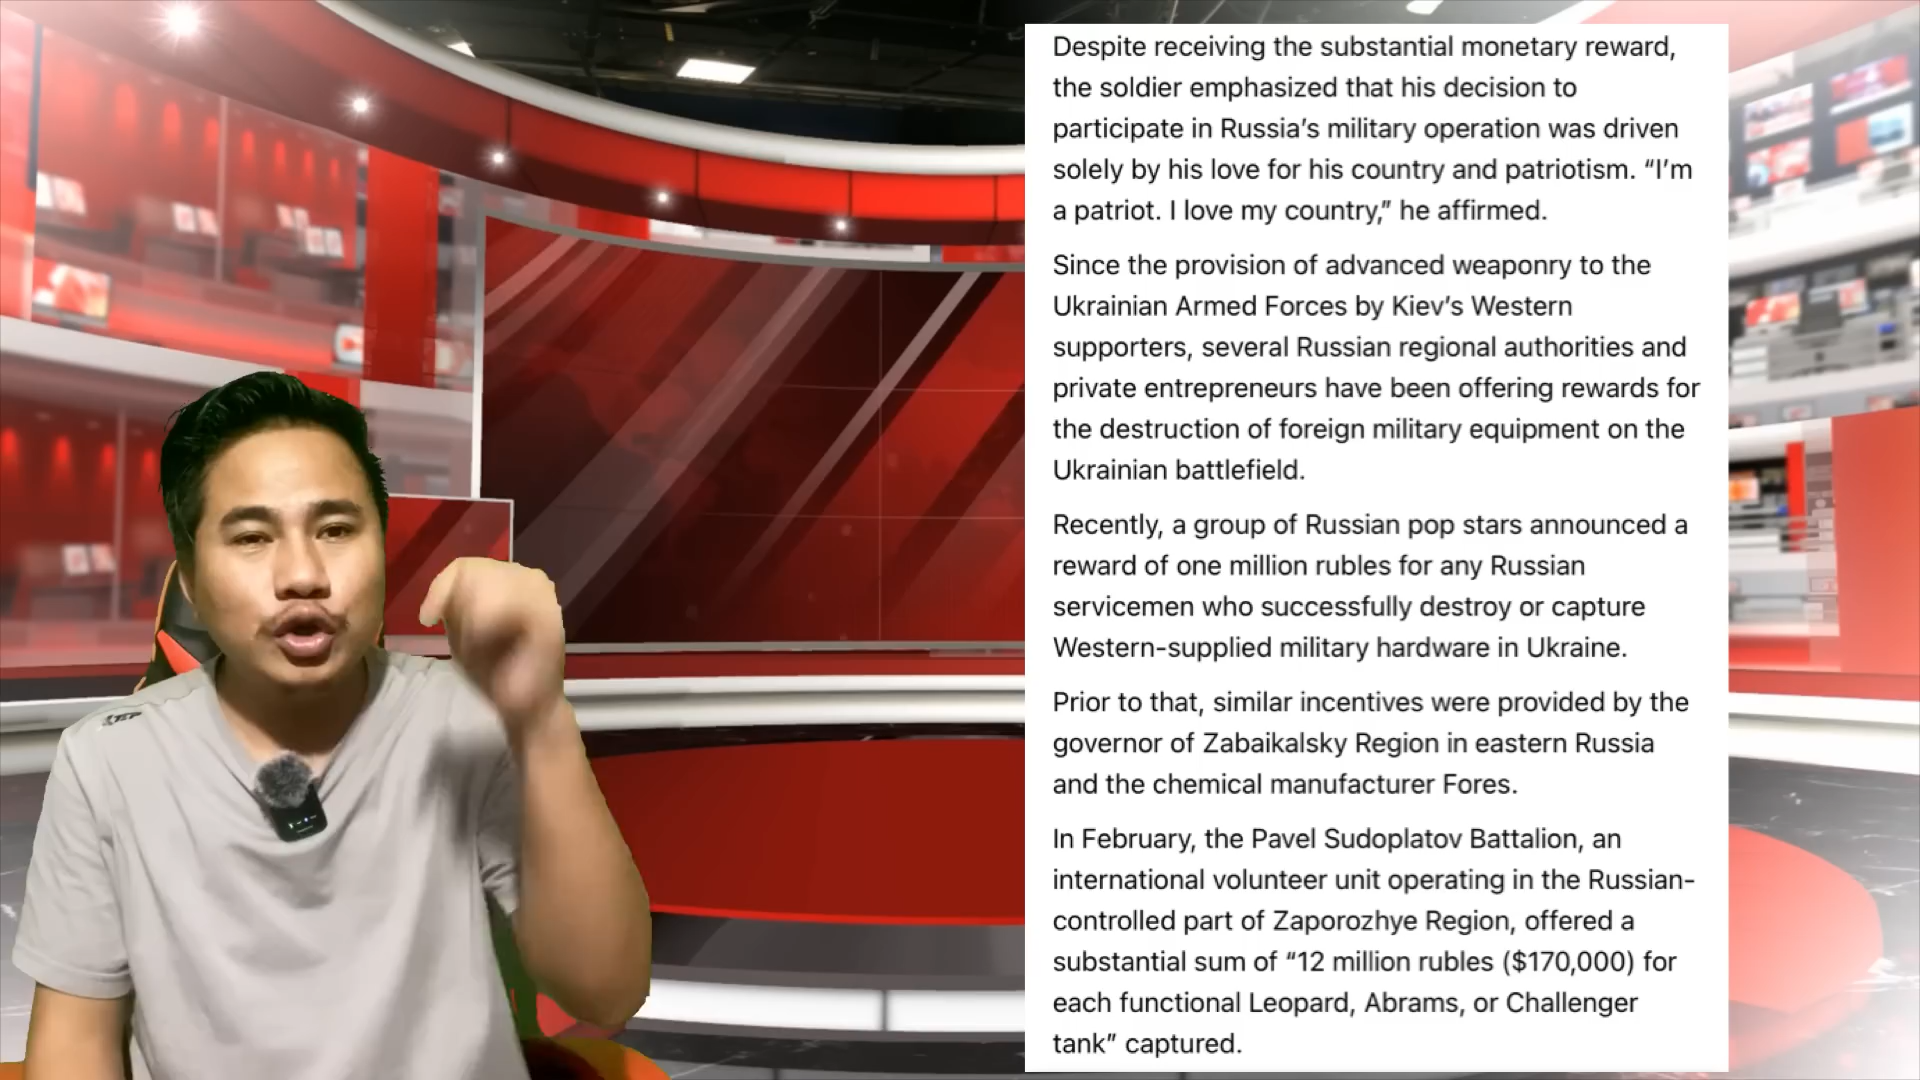 Despite receiving the substantial monetary reward,
the soldier emphasized that his decision to
participate in Russia’s military operation was driven
solely by his love for his country and patriotism. “I’m
a patriot. I love my country,” he affirmed.
Since the provision of advanced weaponry to the
Ukrainian Armed Forces by Kiev’s Western
supporters, several Russian regional authorities and
private entrepreneurs have been offering rewards for
the destruction of foreign military equipment on the
Ukrainian battlefield.
Recently, a group of Russian pop stars announced a
reward of one million rubles for any Russian
servicemen who successfully destroy or capture
Western-supplied military hardware in Ukraine.
Prior to that, similar incentives were provided by the
governor of Zabaikalsky Region in eastern Russia
and the chemical manufacturer Fores.
In February, the Pavel Sudoplatov Battalion, an
international volunteer unit operating in the Russian-
controlled part of Zaporozhye Region, offered a
substantial sum of “12 million rubles ($170,000) for
each functional Leopard, Abrams, or Challenger
tank” captured.